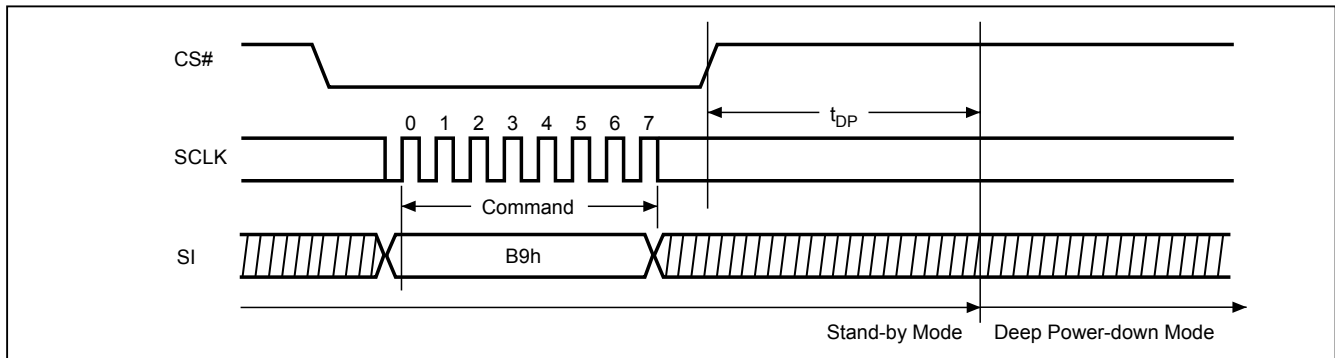 CS#
t_DP
0 1 2 3 4 5 6 7
SCLK
Command
SI
B9h
Stand-by Mode
Deep Power-down Mode